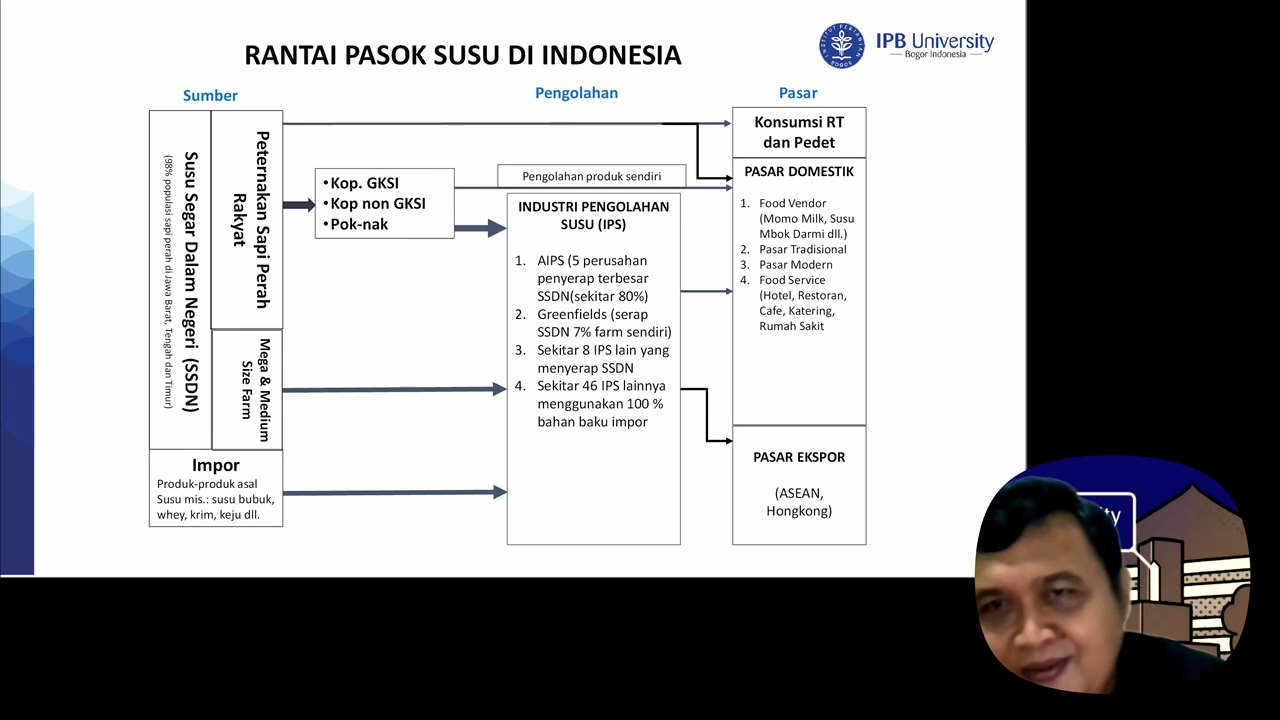 RANTAI PASOK SUSU DI INDONESIA
INSTITUT PERTANIAN
BOGOR
IPB University
Bogor Indonesia
Sumber
Pengolahan
Pasar
Susu Segar Dalam Negeri (SSDN)
(98% populasi sapi perah di Jawa Barat, Tengah dan Timur)
Peternakan Sapi Perah
Rakyat
Mega & Medium
Size Farm
Impor
Produk-produk asal
Susu mis.: susu bubuk,
whey, krim, keju dll.
•Kop. GKSI
•Kop non GKSI
•Pok-nak
Pengolahan produk sendiri
INDUSTRI PENGOLAHAN
SUSU (IPS)
1. AIPS (5 perusahan
penyerap terbesar
SSDN(sekitar 80%)
2. Greenfields (serap
SSDN 7% farm sendiri)
3. Sekitar 8 IPS lain yang
menyerap SSDN
4. Sekitar 46 IPS lainnya
menggunakan 100 %
bahan baku impor
Konsumsi RT
dan Pedet
PASAR DOMESTIK
1. Food Vendor
(Momo Milk, Susu
Mbok Darmi dll.)
2. Pasar Tradisional
3. Pasar Modern
4. Food Service
(Hotel, Restoran,
Cafe, Katering,
Rumah Sakit
PASAR EKSPOR
(ASEAN,
Hongkong)